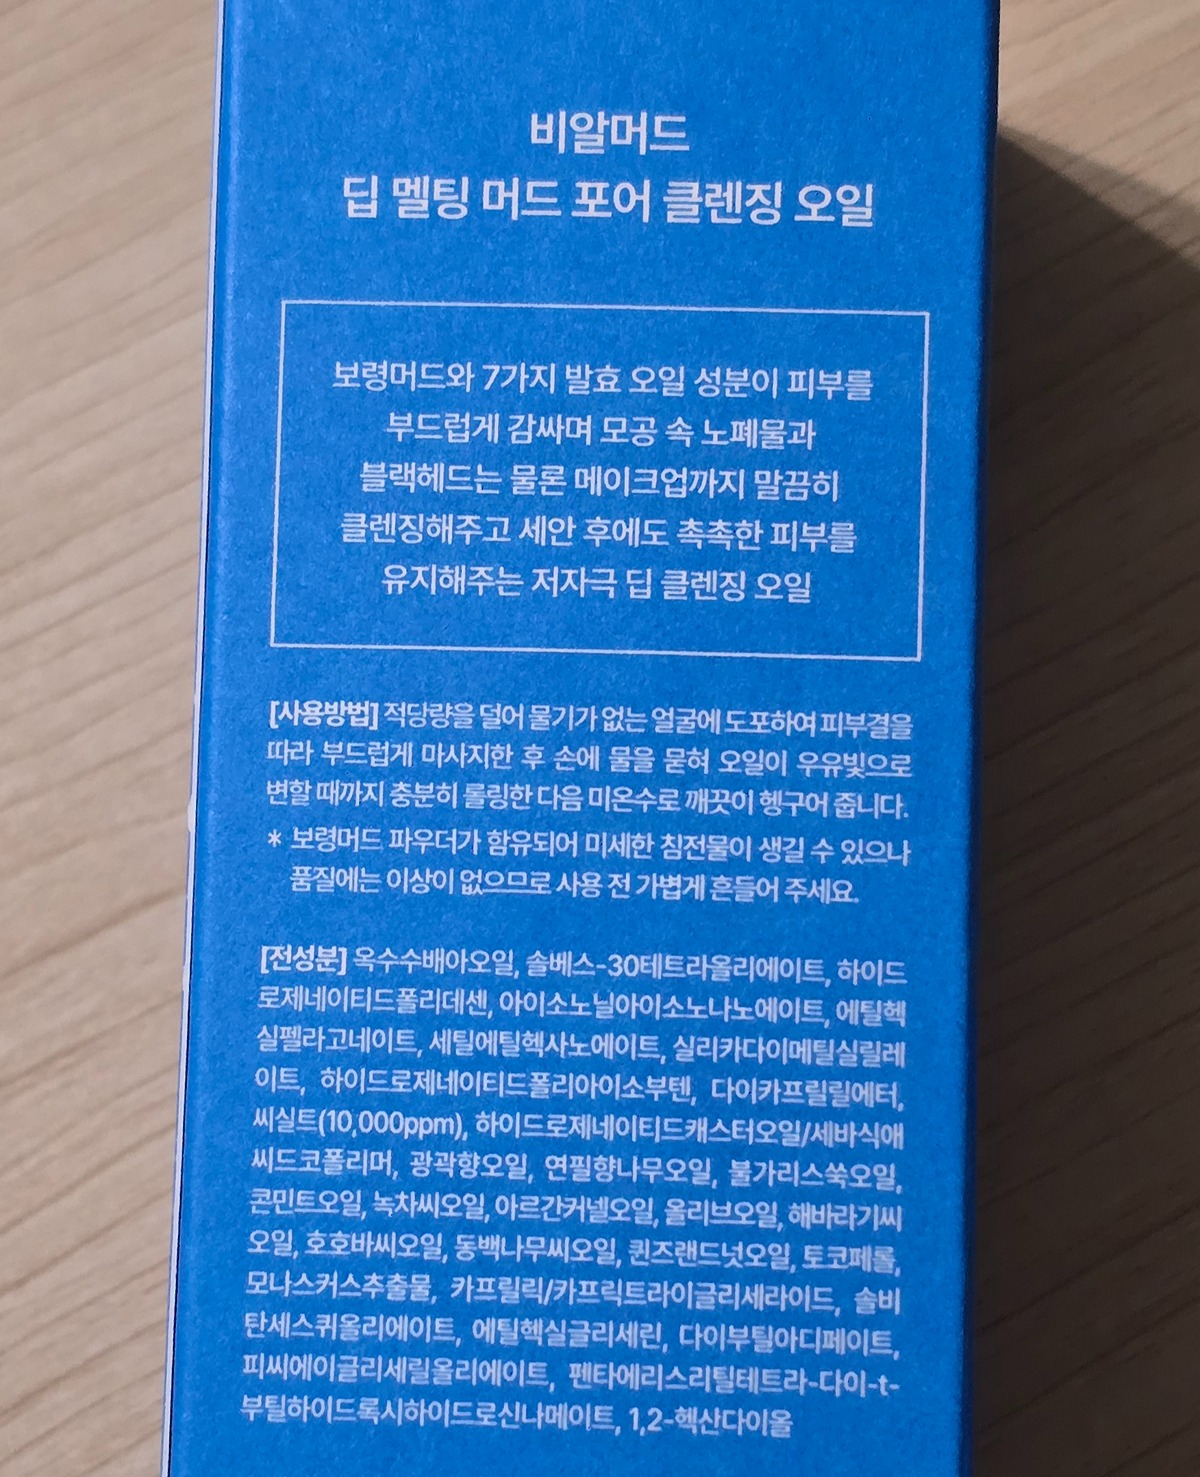 비알머드
딥 멜팅 머드 포어 클렌징 오일
보령머드와 7가지 발효 오일 성분이 피부를
부드럽게 감싸며 모공 속 노폐물과
블랙헤드는 물론 메이크업까지 말끔히
클렌징해주고 세안 후에도 촉촉한 피부를
유지해주는 저자극 딥 클렌징 오일
[사용방법] 적당량을 덜어 물기가 없는 얼굴에 도포하여 피부결을
따라 부드럽게 마사지한 후 손에 물을 묻혀 오일이 우유빛으로
변할 때까지 충분히 롤링한 다음 미온수로 깨끗이 헹구어 줍니다.
* 보령머드 파우더가 함유되어 미세한 침전물이 생길 수 있으나
품질에는 이상이 없으므로 사용 전 가볍게 흔들어 주세요.
[전성분] 옥수수배아오일, 솔베스-30테트라올리에이트, 하이드
로제네이티드폴리데센, 아이소노닐아이소노나노에이트, 에틸헥
실펠라고네이트, 세틸에틸헥사노에이트, 실리카다이메틸실릴레
이트, 하이드로제네이티드폴리아이소부텐, 다이카프릴릴에터,
씨실트(10,000ppm), 하이드로제네이티드캐스터오일/세바식애
씨드코폴리머, 광곽향오일, 연필향나무오일, 불가리스쑥오일,
콘민트오일, 녹차씨오일, 아르간커넬오일, 올리브오일, 해바라기씨
오일, 호호바씨오일, 동백나무씨오일, 퀸즈랜드넛오일, 토코페롤,
모나스커스추출물, 카프릴릭/카프릭트라이글리세라이드, 솔비
탄세스퀴올리에이트, 에틸헥실글리세린, 다이부틸아디페이트,
피씨에이글리세릴올리에이트, 펜타에리스리틸테트라-다이-t-
부틸하이드록시하이드로신나메이트, 1,2-헥산다이올